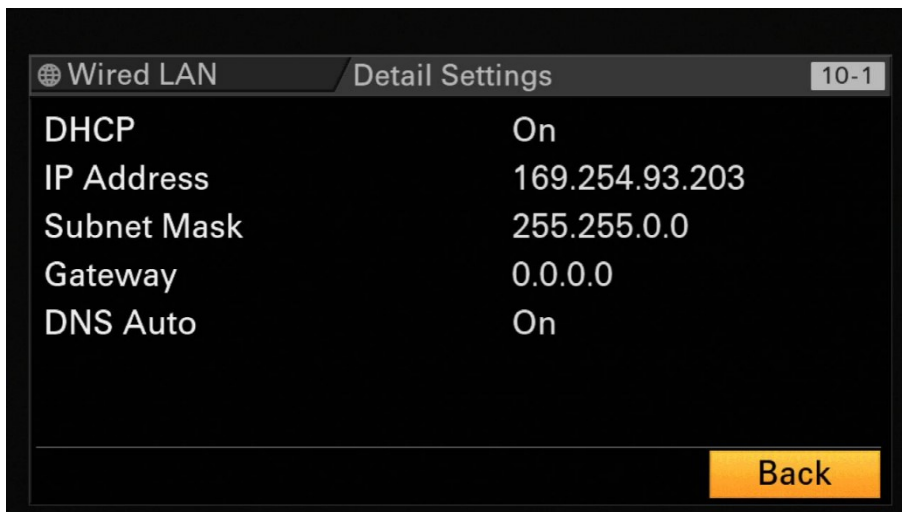 Wired LAN Detail Settings 10-1
DHCP On
IP Address 169.254.93.203
Subnet Mask 255.255.0.0
Gateway 0.0.0.0
DNS Auto On
Back